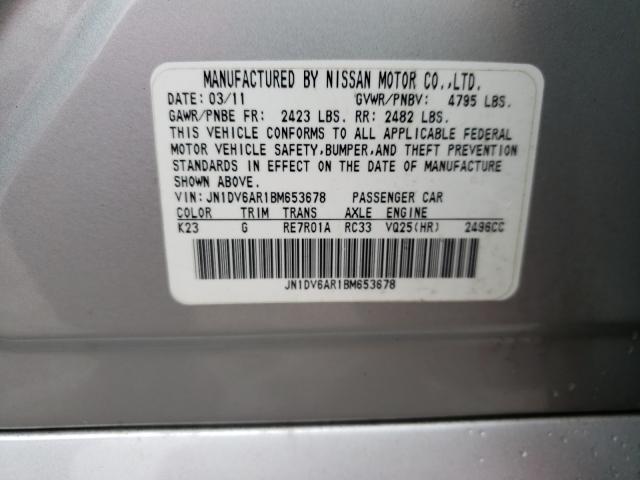 MANUFACTURED BY NISSAN MOTOR CO.,LTD.
DATE: 03/11 GVWR/PNBV: 4795 LBS.
GAWR/PNBE FR: 2423 LBS. RR: 2482 LBS.
THIS VEHICLE CONFORMS TO ALL APPLICABLE FEDERAL
MOTOR VEHICLE SAFETY,BUMPER,AND THEFT PREVENTION
STANDARDS IN EFFECT ON THE DATE OF MANUFACTURE
SHOWN ABOVE.
VIN: JN1DV6AR1BM653678 PASSENGER CAR
COLOR TRIM TRANS AXLE ENGINE
K23 G RE7R01A RC33 VQ25(HR) 2496CC
JN1DV6AR1BM653678